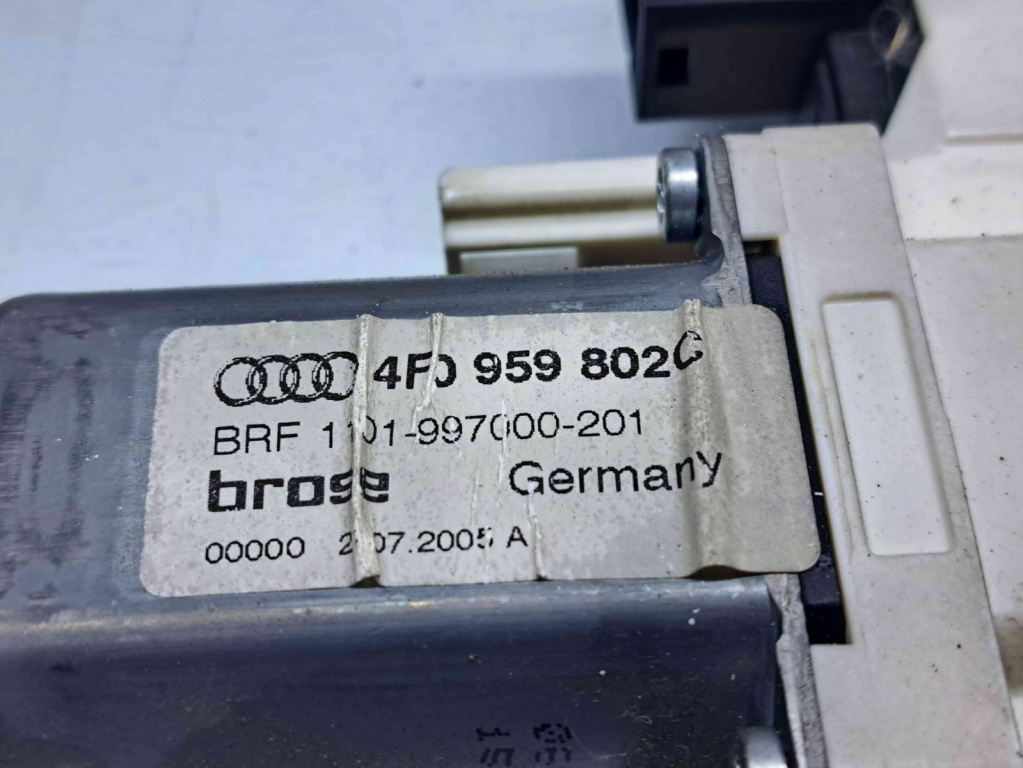 4F0 959 802C
BRF 1101-997000-201
brose Germany
00000 07.2005 A